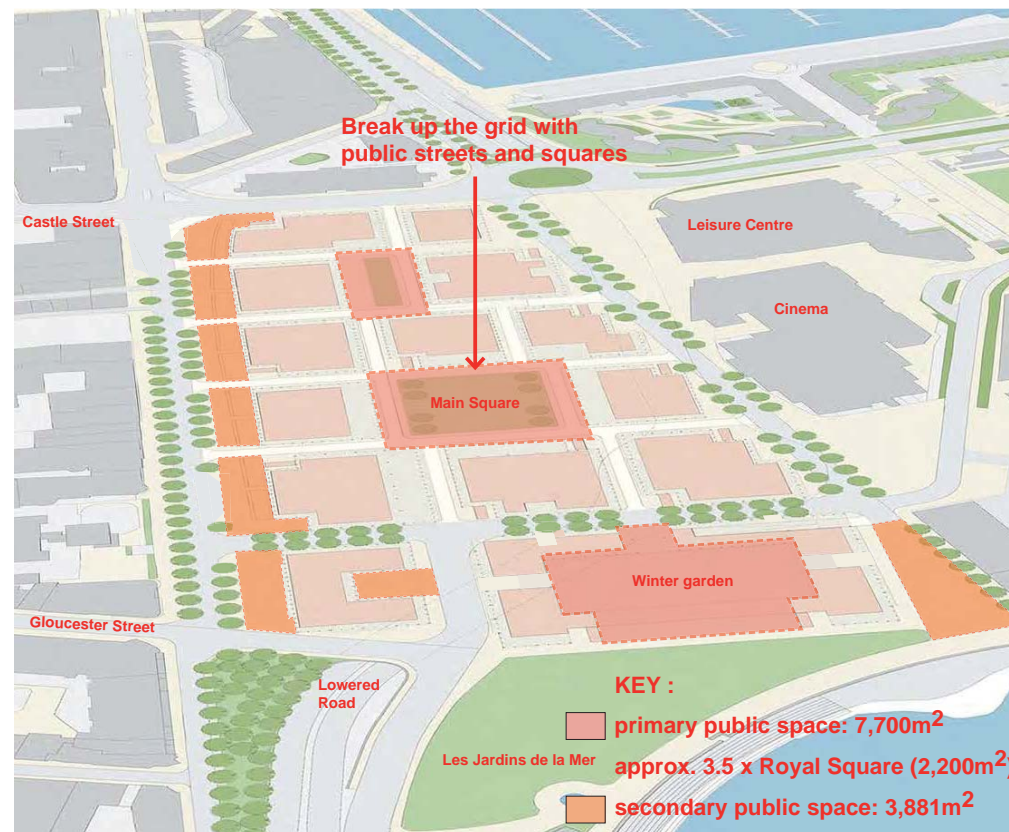 Break up the grid with
public streets and squares
Castle Street
Leisure Centre
Cinema
Main Square
Winter garden
Gloucester Street
Lowered
Road
KEY :
primary public space: 7,700m²
Les Jardins de la Mer
approx. 3.5 x Royal Square (2,200m²)
secondary public space: 3,881m²